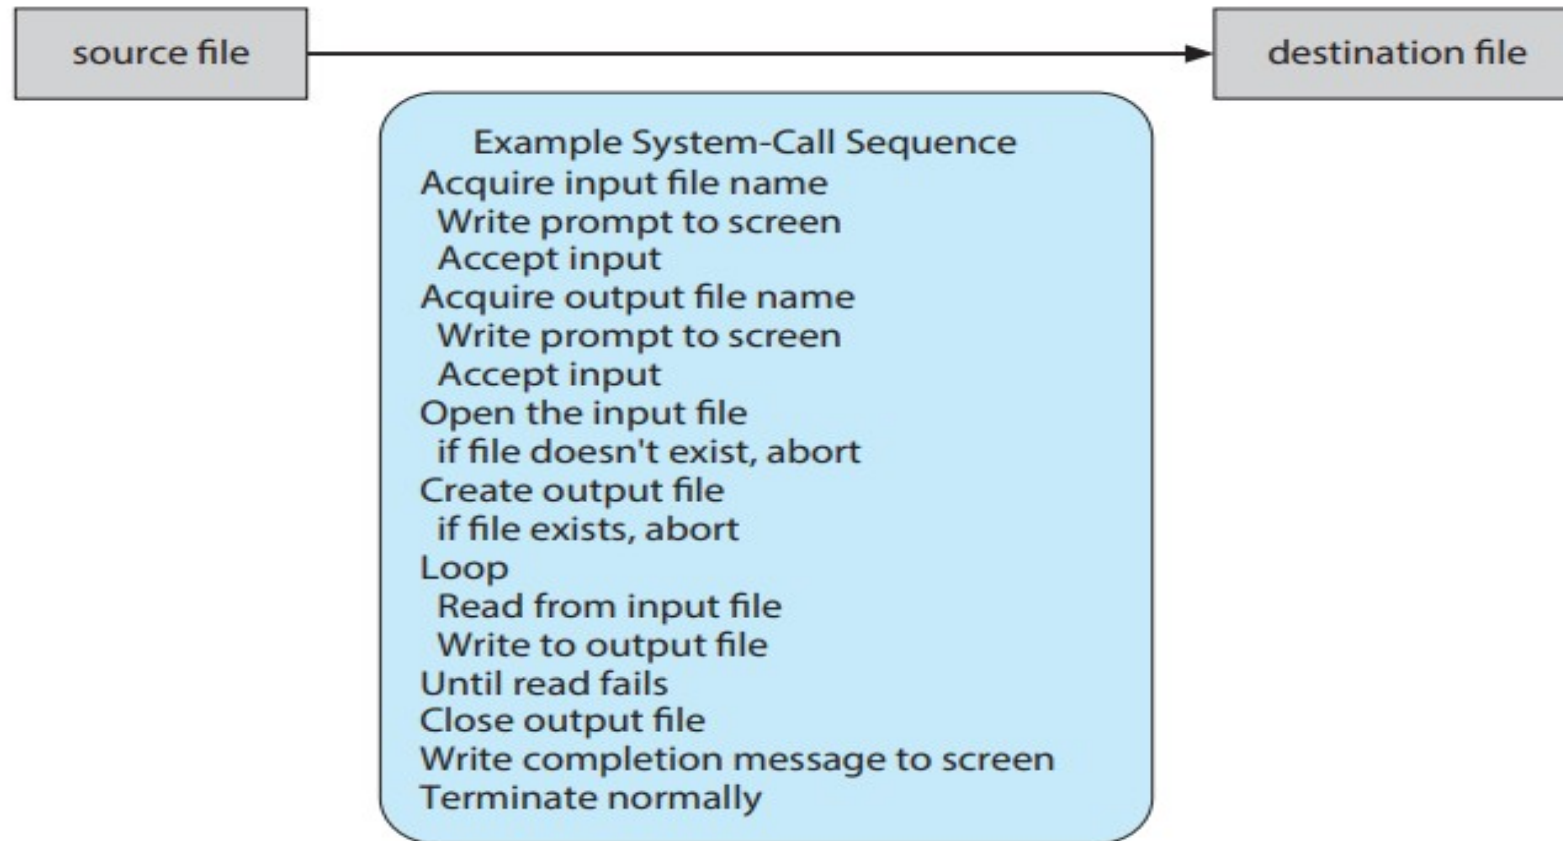 source file
destination file
Example System-Call Sequence
Acquire input file name
Write prompt to screen
Accept input
Acquire output file name
Write prompt to screen
Accept input
Open the input file
if file doesn't exist, abort
Create output file
if file exists, abort
Loop
Read from input file
Write to output file
Until read fails
Close output file
Write completion message to screen
Terminate normally